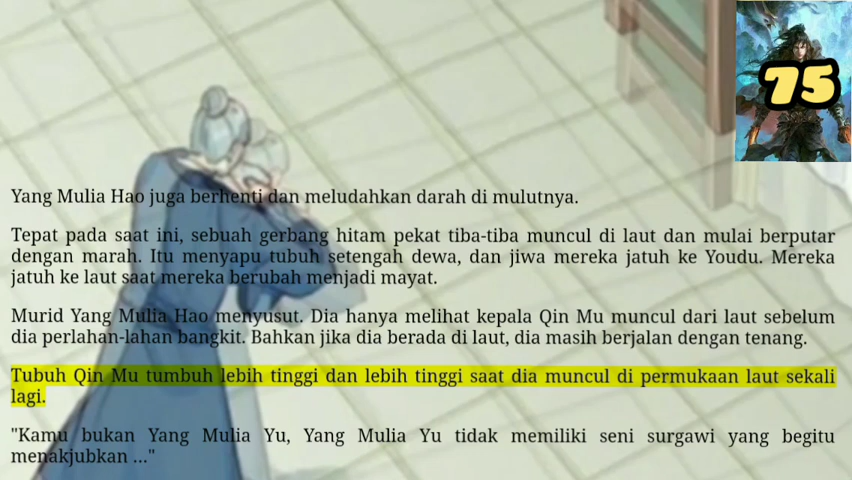 75
Yang Mulia Hao juga berhenti dan meludahkan darah di mulutnya.
Tepat pada saat ini, sebuah gerbang hitam pekat tiba-tiba muncul di laut dan mulai berputar
dengan marah. Itu menyapu tubuh setengah dewa, dan jiwa mereka jatuh ke Youdu. Mereka
jatuh ke laut saat mereka berubah menjadi mayat.
Murid Yang Mulia Hao menyusut. Dia hanya melihat kepala Qin Mu muncul dari laut sebelum
dia perlahan-lahan bangkit. Bahkan jika dia berada di laut, dia masih berjalan dengan tenang.
Tubuh Qin Mu tumbuh lebih tinggi dan lebih tinggi saat dia muncul di permukaan laut sekali
lagi.
"Kamu bukan Yang Mulia Yu, Yang Mulia Yu tidak memiliki seni surgawi yang begitu
menakjubkan ..."